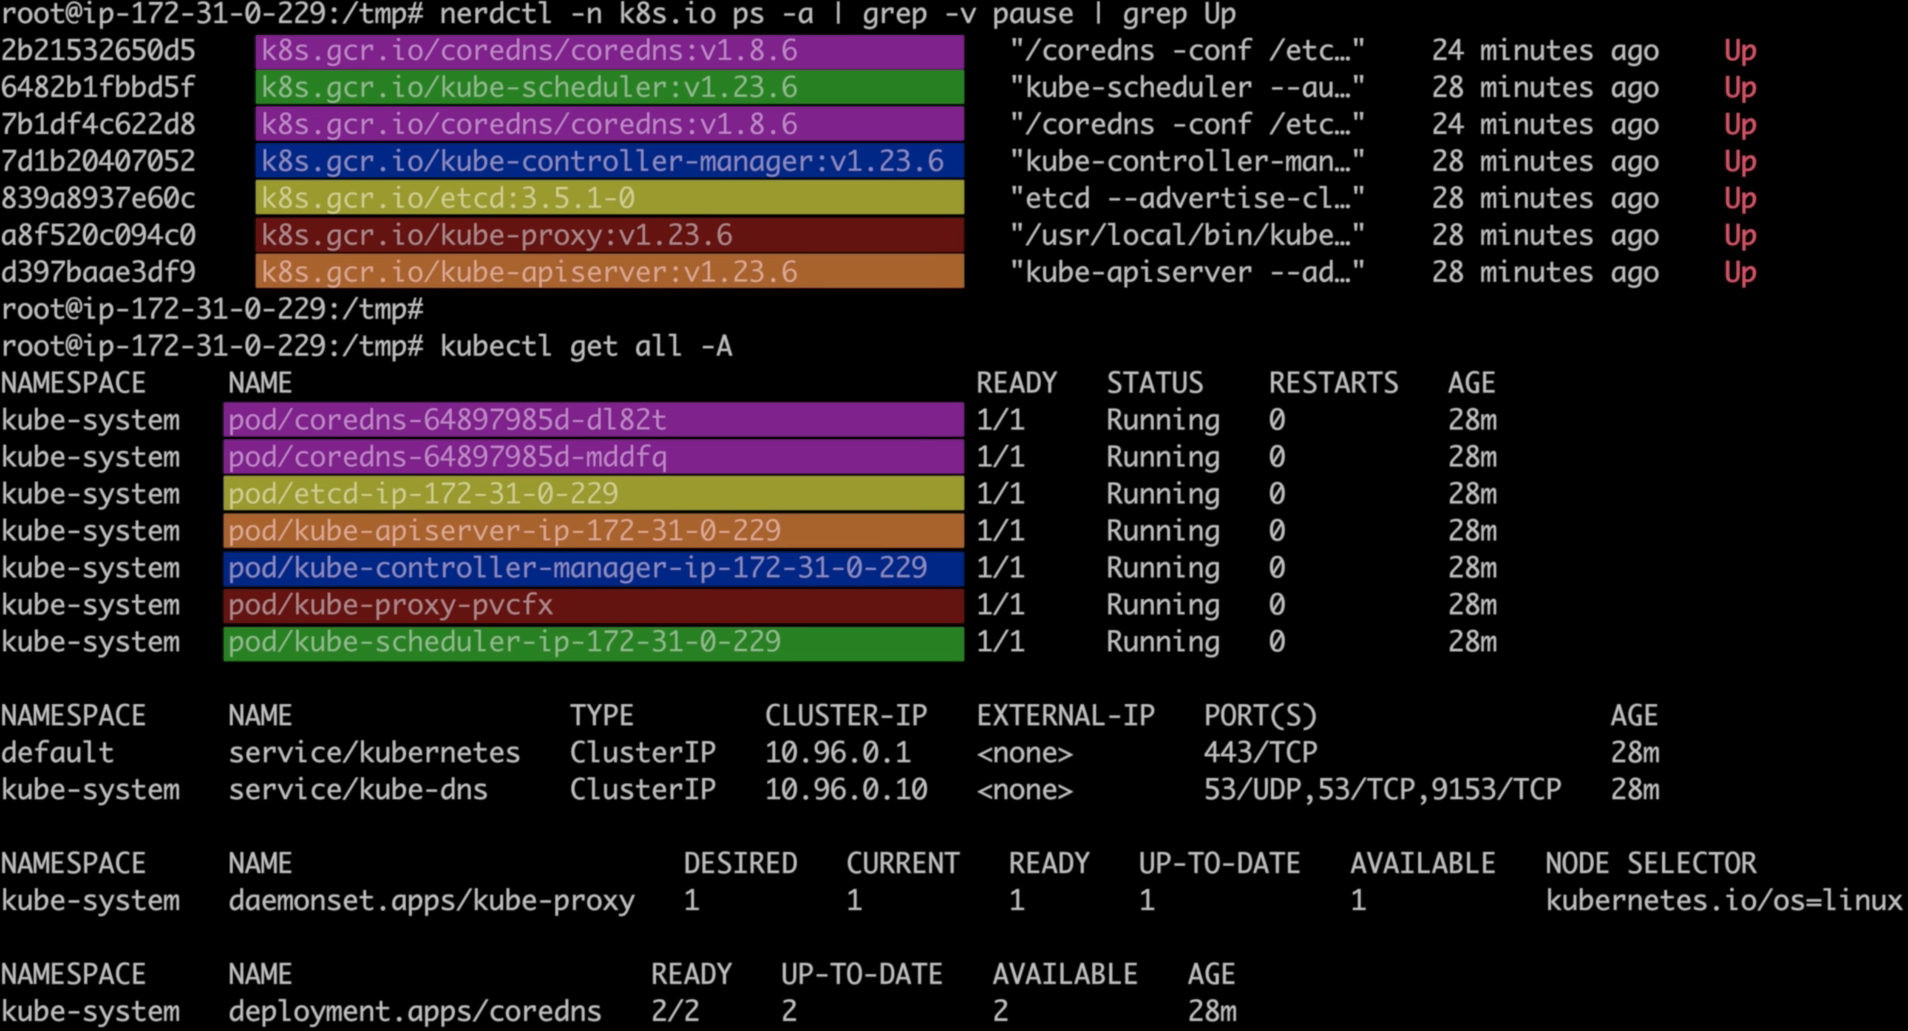 root@ip-172-31-0-229:/tmp# nerdctl -n k8s.io ps -a | grep -v pause | grep Up
2b21532650d5 k8s.gcr.io/coredns/coredns:v1.8.6 "/coredns -conf /etc…" 24 minutes ago Up
6482b1fbbd5f k8s.gcr.io/kube-scheduler:v1.23.6 "kube-scheduler --au…" 28 minutes ago Up
7b1df4c622d8 k8s.gcr.io/coredns/coredns:v1.8.6 "/coredns -conf /etc…" 24 minutes ago Up
7d1b20407052 k8s.gcr.io/kube-controller-manager:v1.23.6 "kube-controller-man…" 28 minutes ago Up
839a8937e60c k8s.gcr.io/etcd:3.5.1-0 "etcd --advertise-cl…" 28 minutes ago Up
a8f520c094c0 k8s.gcr.io/kube-proxy:v1.23.6 "/usr/local/bin/kube…" 28 minutes ago Up
d397baae3df9 k8s.gcr.io/kube-apiserver:v1.23.6 "kube-apiserver --ad…" 28 minutes ago Up
root@ip-172-31-0-229:/tmp#
root@ip-172-31-0-229:/tmp# kubectl get all -A
NAMESPACE NAME READY STATUS RESTARTS AGE
kube-system pod/coredns-64897985d-dl82t 1/1 Running 0 28m
kube-system pod/coredns-64897985d-mddfq 1/1 Running 0 28m
kube-system pod/etcd-ip-172-31-0-229 1/1 Running 0 28m
kube-system pod/kube-apiserver-ip-172-31-0-229 1/1 Running 0 28m
kube-system pod/kube-controller-manager-ip-172-31-0-229 1/1 Running 0 28m
kube-system pod/kube-proxy-pvcfx 1/1 Running 0 28m
kube-system pod/kube-scheduler-ip-172-31-0-229 1/1 Running 0 28m
NAMESPACE NAME TYPE CLUSTER-IP EXTERNAL-IP PORT(S) AGE
default service/kubernetes ClusterIP 10.96.0.1 <none> 443/TCP 28m
kube-system service/kube-dns ClusterIP 10.96.0.10 <none> 53/UDP,53/TCP,9153/TCP 28m
NAMESPACE NAME DESIRED CURRENT READY UP-TO-DATE AVAILABLE NODE SELECTOR
kube-system daemonset.apps/kube-proxy 1 1 1 1 1 kubernetes.io/os=linux
NAMESPACE NAME READY UP-TO-DATE AVAILABLE AGE
kube-system deployment.apps/coredns 2/2 2 2 28m